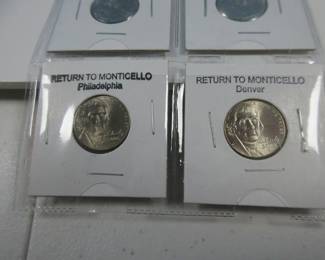 RETURN TO MONTICELLO
Philadelphia
RETURN TO MONTICELLO
Denver